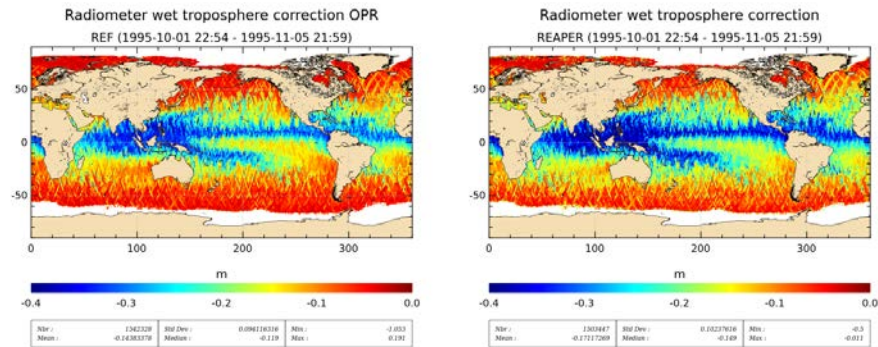 Radiometer wet troposphere correction OPR
REF (1995-10-01 22:54 - 1995-11-05 21:59)
50
0
-50
0 100 200 300
m
-0.4 -0.3 -0.2 -0.1 0.0
Nbr : 1542328 Std Dev : 0.094116316 Min : -1.053
Mean : -0.14383378 Median : -0.119 Max : 0.191
Radiometer wet troposphere correction
REAPER (1995-10-01 22:54 - 1995-11-05 21:59)
50
0
-50
0 100 200 300
m
-0.4 -0.3 -0.2 -0.1 0.0
Nbr : 1503447 Std Dev : 0.10237616 Min : -0.5
Mean : -0.17117269 Median : -0.149 Max : -0.011